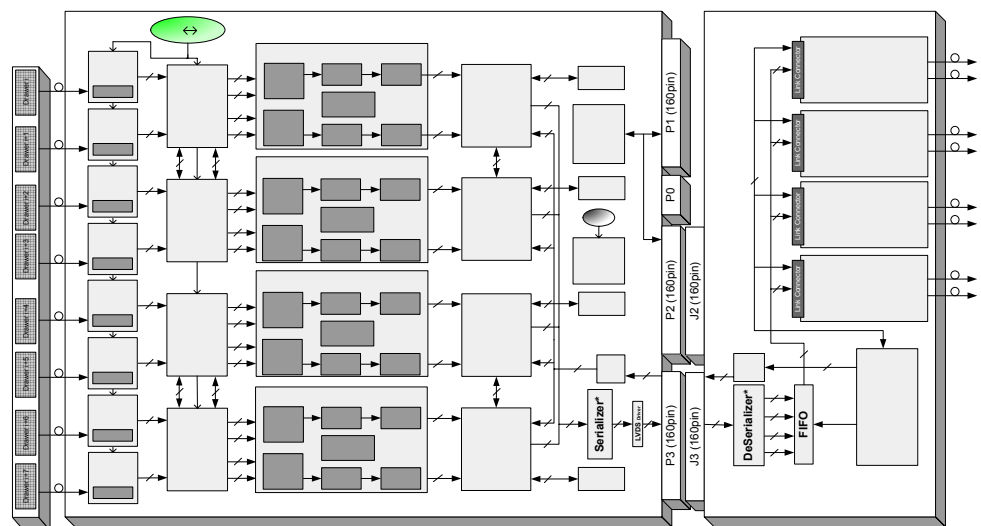 Drawer i
Drawer i+1
Drawer i+2
Drawer i+3
Drawer i+4
Drawer i+5
Drawer i+6
Drawer i+7
P1 (160pin)
P0
P2 (160pin)
P3 (160pin)
J2 (160pin)
J3 (160pin)
Serializer*
LVDS Driver
DeSerializer*
FIFO
Link Connector
Link Connector
Link Connector
Link Connector